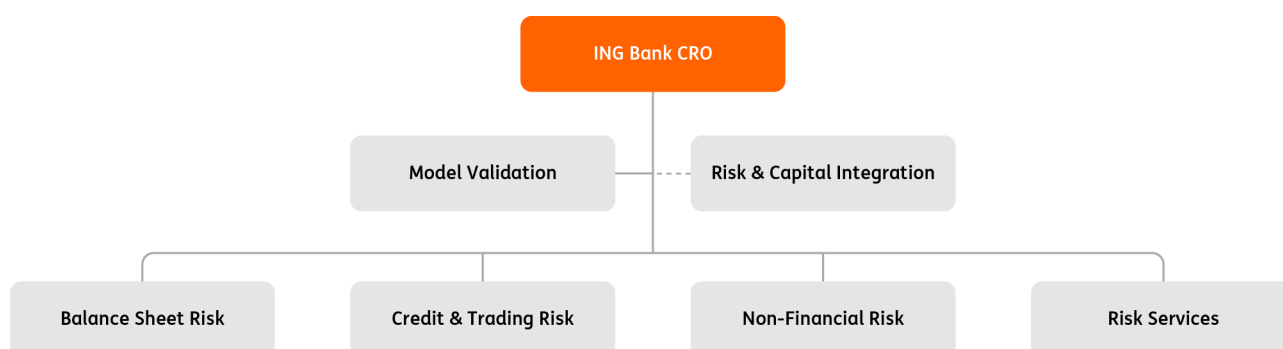 ING Bank CRO
Model Validation
Risk & Capital Integration
Balance Sheet Risk
Credit & Trading Risk
Non-Financial Risk
Risk Services